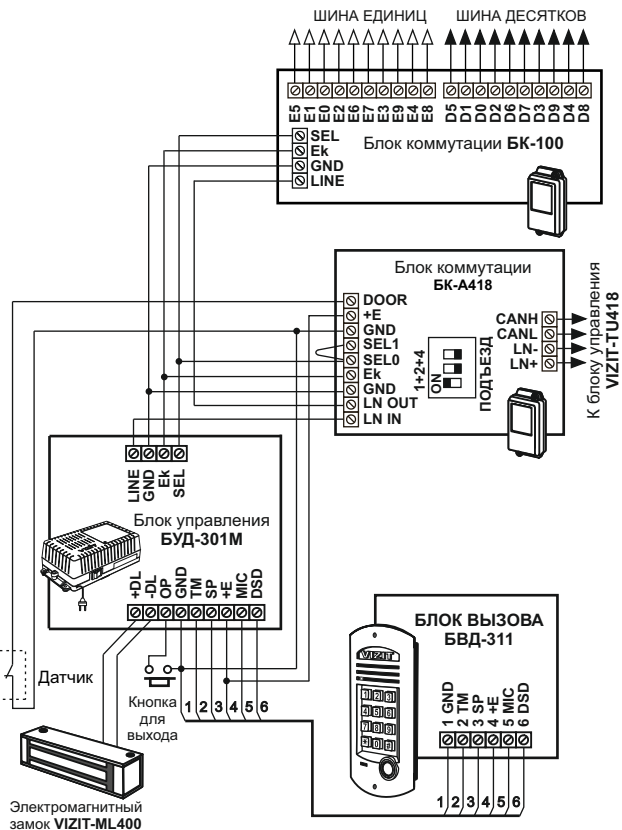 ШИНА ЕДИНИЦ ШИНА ДЕСЯТКОВ
E5 E1 E0 E2 E6 E7 E3 E9 E4 E8 D5 D1 D0 D2 D6 D7 D3 D9 D4 D8
SEL
Ek
GND
LINE
Блок коммутации БК-100
Блок коммутации
БК-А418
DOOR
+E
GND
SEL1
SEL0
Ek
GND
LN OUT
LN IN
1+2+4
ON
ПОДЪЕЗД
CANH
CANL
LN-
LN+
К блоку управления
VIZIT-TU418
LINE GND Ek SEL
Блок управления
БУД-301М
+DL -DL OP GND TM SP +E MIC DSD
Датчик
Кнопка
для
выхода
1 2 3 4 5 6
Электромагнитный
замок VIZIT-ML400
БЛОК ВЫЗОВА
БВД-311
VIZIT
1 GND
2 TM
3 SP
4 +E
5 MIC
6 DSD
1 2 3 4 5 6